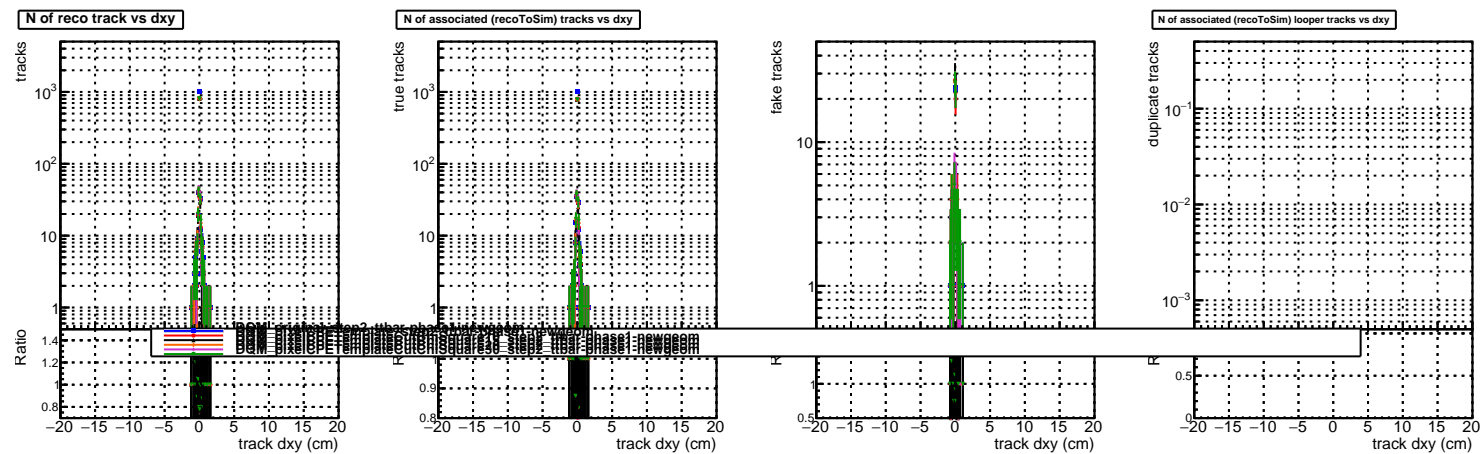 N of reco track vs dxy
tracks
10³
10²
10
1
Ratio
1.4
1.2
1
0.8
−20 −15 −10 −5 0 5 10 15 20
track dxy (cm)
N of associated (recoToSim) tracks vs dxy
true tracks
10³
10²
10
1
0.9
0.8
−20 −15 −10 −5 0 5 10 15 20
track dxy (cm)
fake tracks
10
1
1
0.5
−20 −15 −10 −5 0 5 10 15 20
track dxy (cm)
N of associated (recoToSim) looper tracks vs dxy
duplicate tracks
10⁻¹
10⁻²
10⁻³
0.5
0
−20 −15 −10 −5 0 5 10 15 20
track dxy (cm)